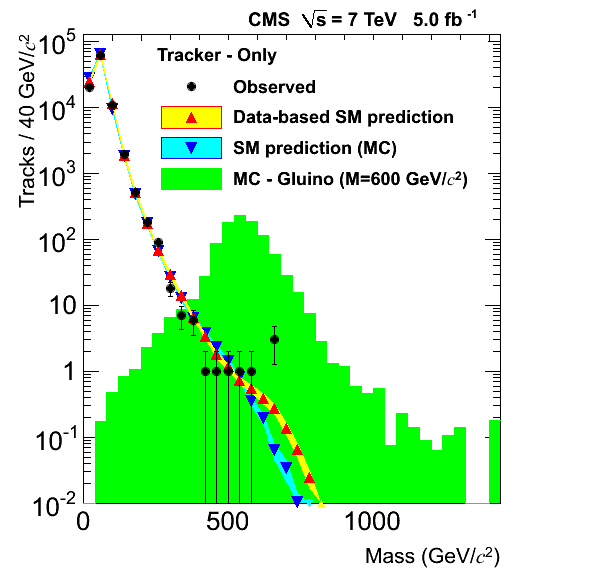 CMS √s = 7 TeV 5.0 fb⁻¹
Tracker - Only
Observed
Data-based SM prediction
SM prediction (MC)
MC - Gluino (M=600 GeV/c²)
Tracks / 40 GeV/c²
10⁵
10⁴
10³
10²
10
1
10⁻¹
10⁻²
0 500 1000
Mass (GeV/c²)